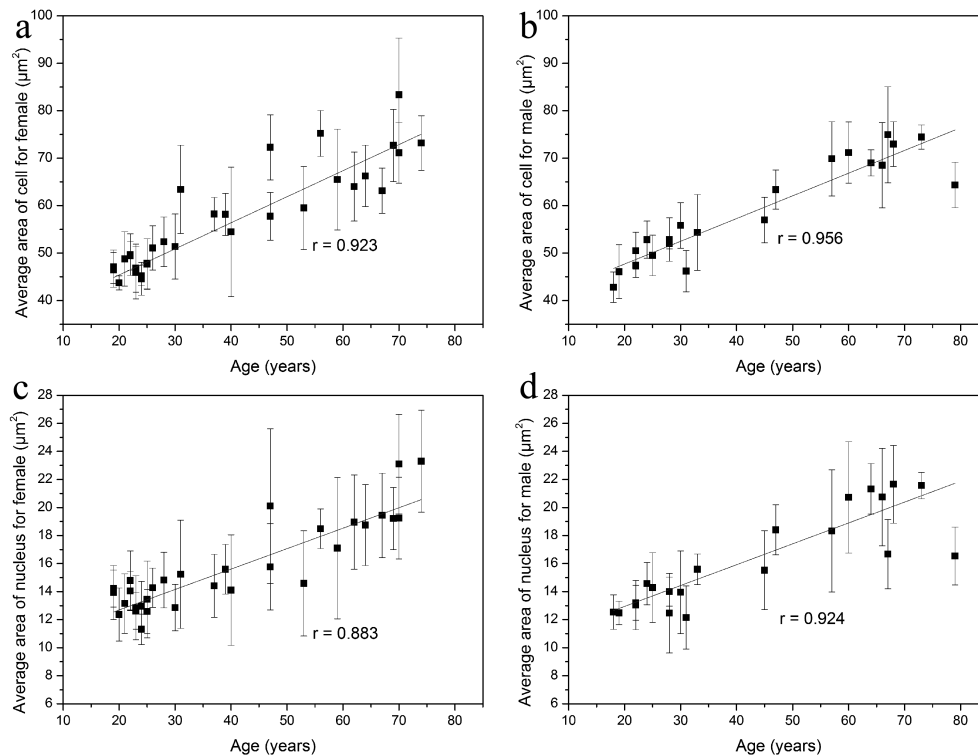 a
100
90
80
70
60
50
40
10 20 30 40 50 60 70 80
Average area of cell for female (μm²)
Age (years)
r = 0.923
b
100
90
80
70
60
50
40
10 20 30 40 50 60 70 80
Average area of cell for male (μm²)
Age (years)
r = 0.956
c
28
26
24
22
20
18
16
14
12
10
8
6
10 20 30 40 50 60 70 80
Average area of nucleus for female (μm²)
Age (years)
r = 0.883
d
28
26
24
22
20
18
16
14
12
10
8
6
10 20 30 40 50 60 70 80
Average area of nucleus for male (μm²)
Age (years)
r = 0.924